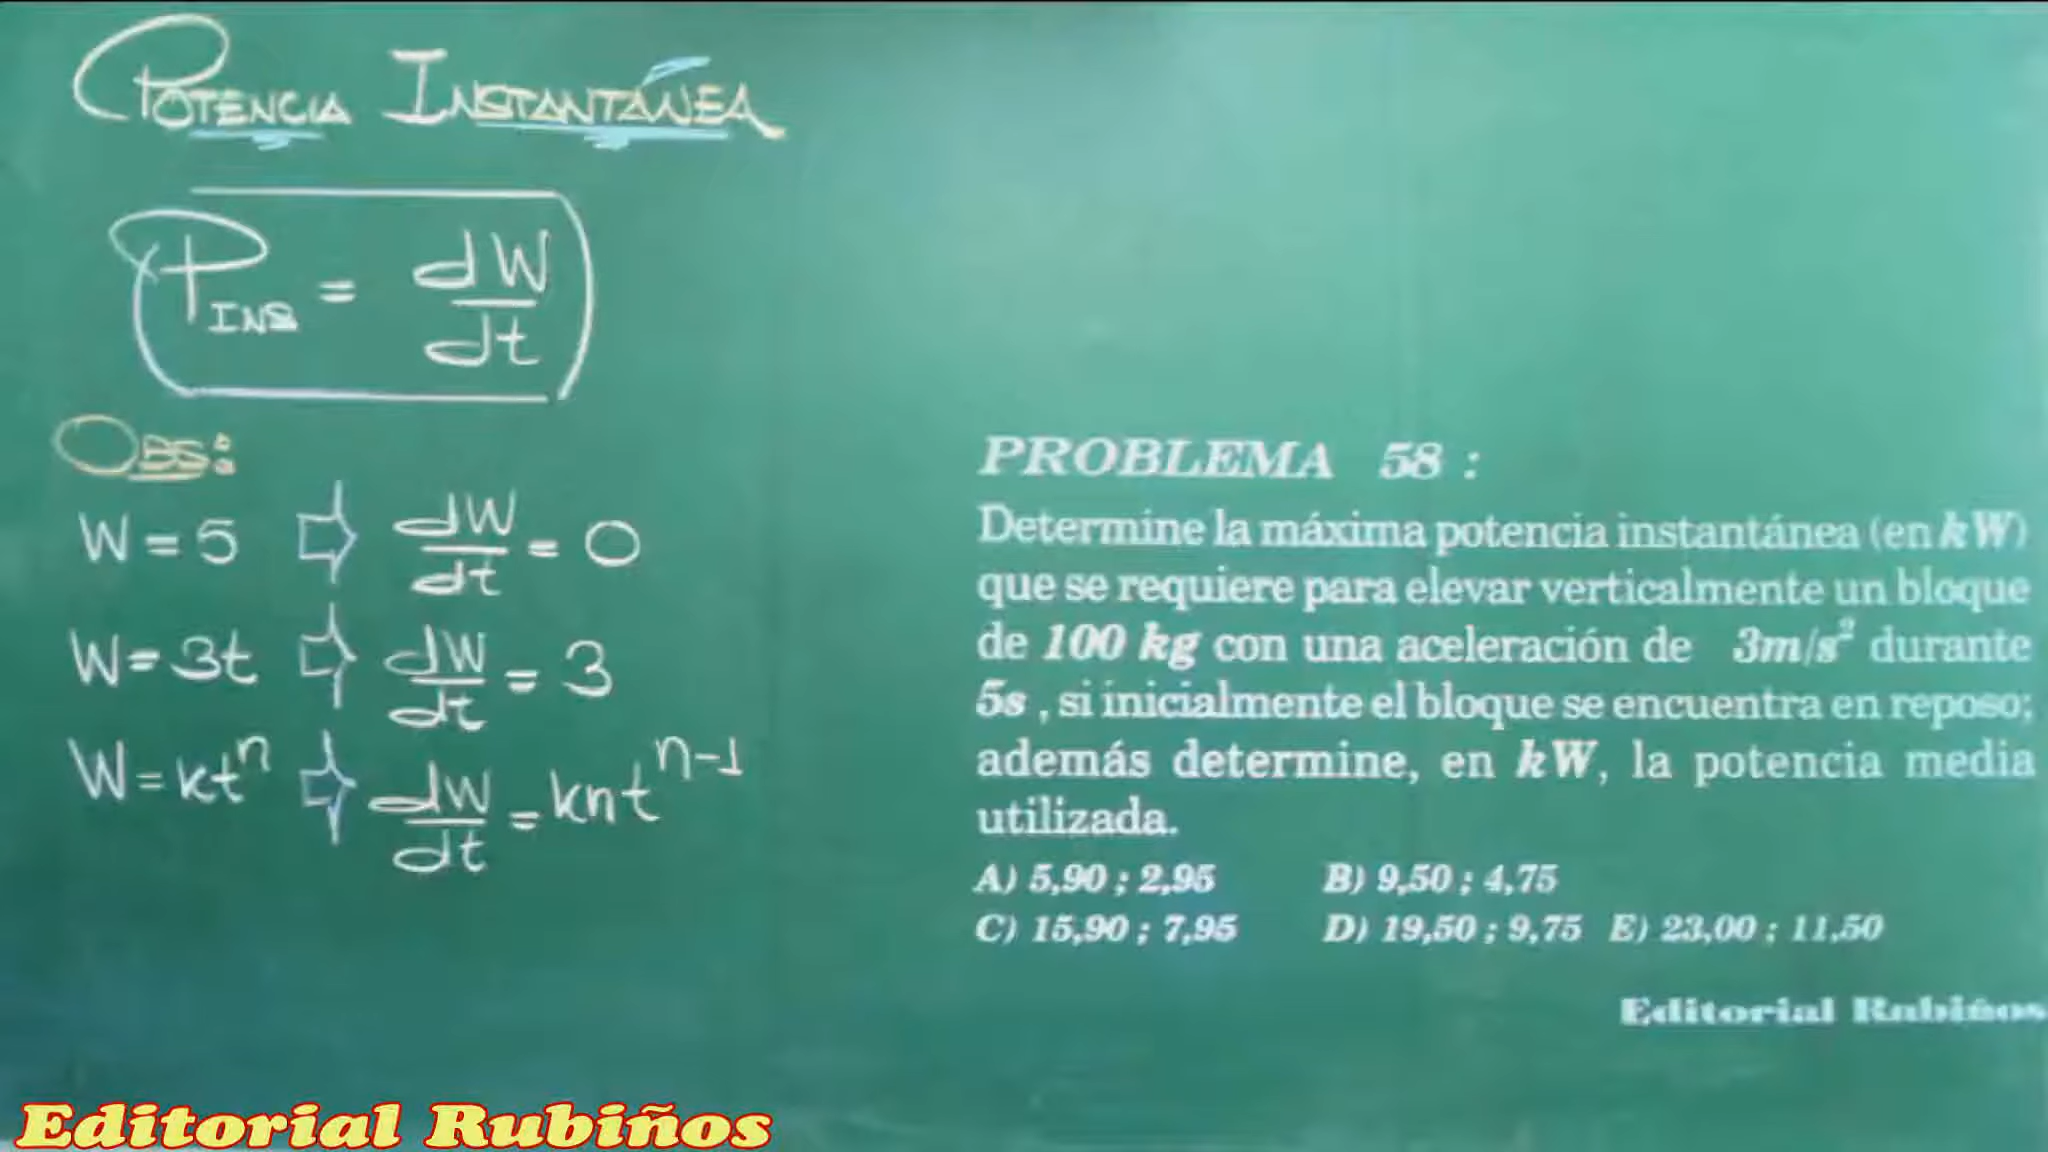 POTENCIA INSTANTÁNEA
P_INS = dW/dt
OBS:
W = 5 ⇨ dW/dt = 0
W = 3t ⇨ dW/dt = 3
W = kt^n ⇨ dW/dt = knt^(n-1)
PROBLEMA 58 :
Determine la máxima potencia instantánea (en kW)
que se requiere para elevar verticalmente un bloque
de 100 kg con una aceleración de 3m/s² durante
5s , si inicialmente el bloque se encuentra en reposo;
además determine, en kW, la potencia media
utilizada.
A) 5,90 ; 2,95 B) 9,50 ; 4,75
C) 15,90 ; 7,95 D) 19,50 ; 9,75 E) 23,00 ; 11,50
Editorial Rubiños
Editorial Rubiños